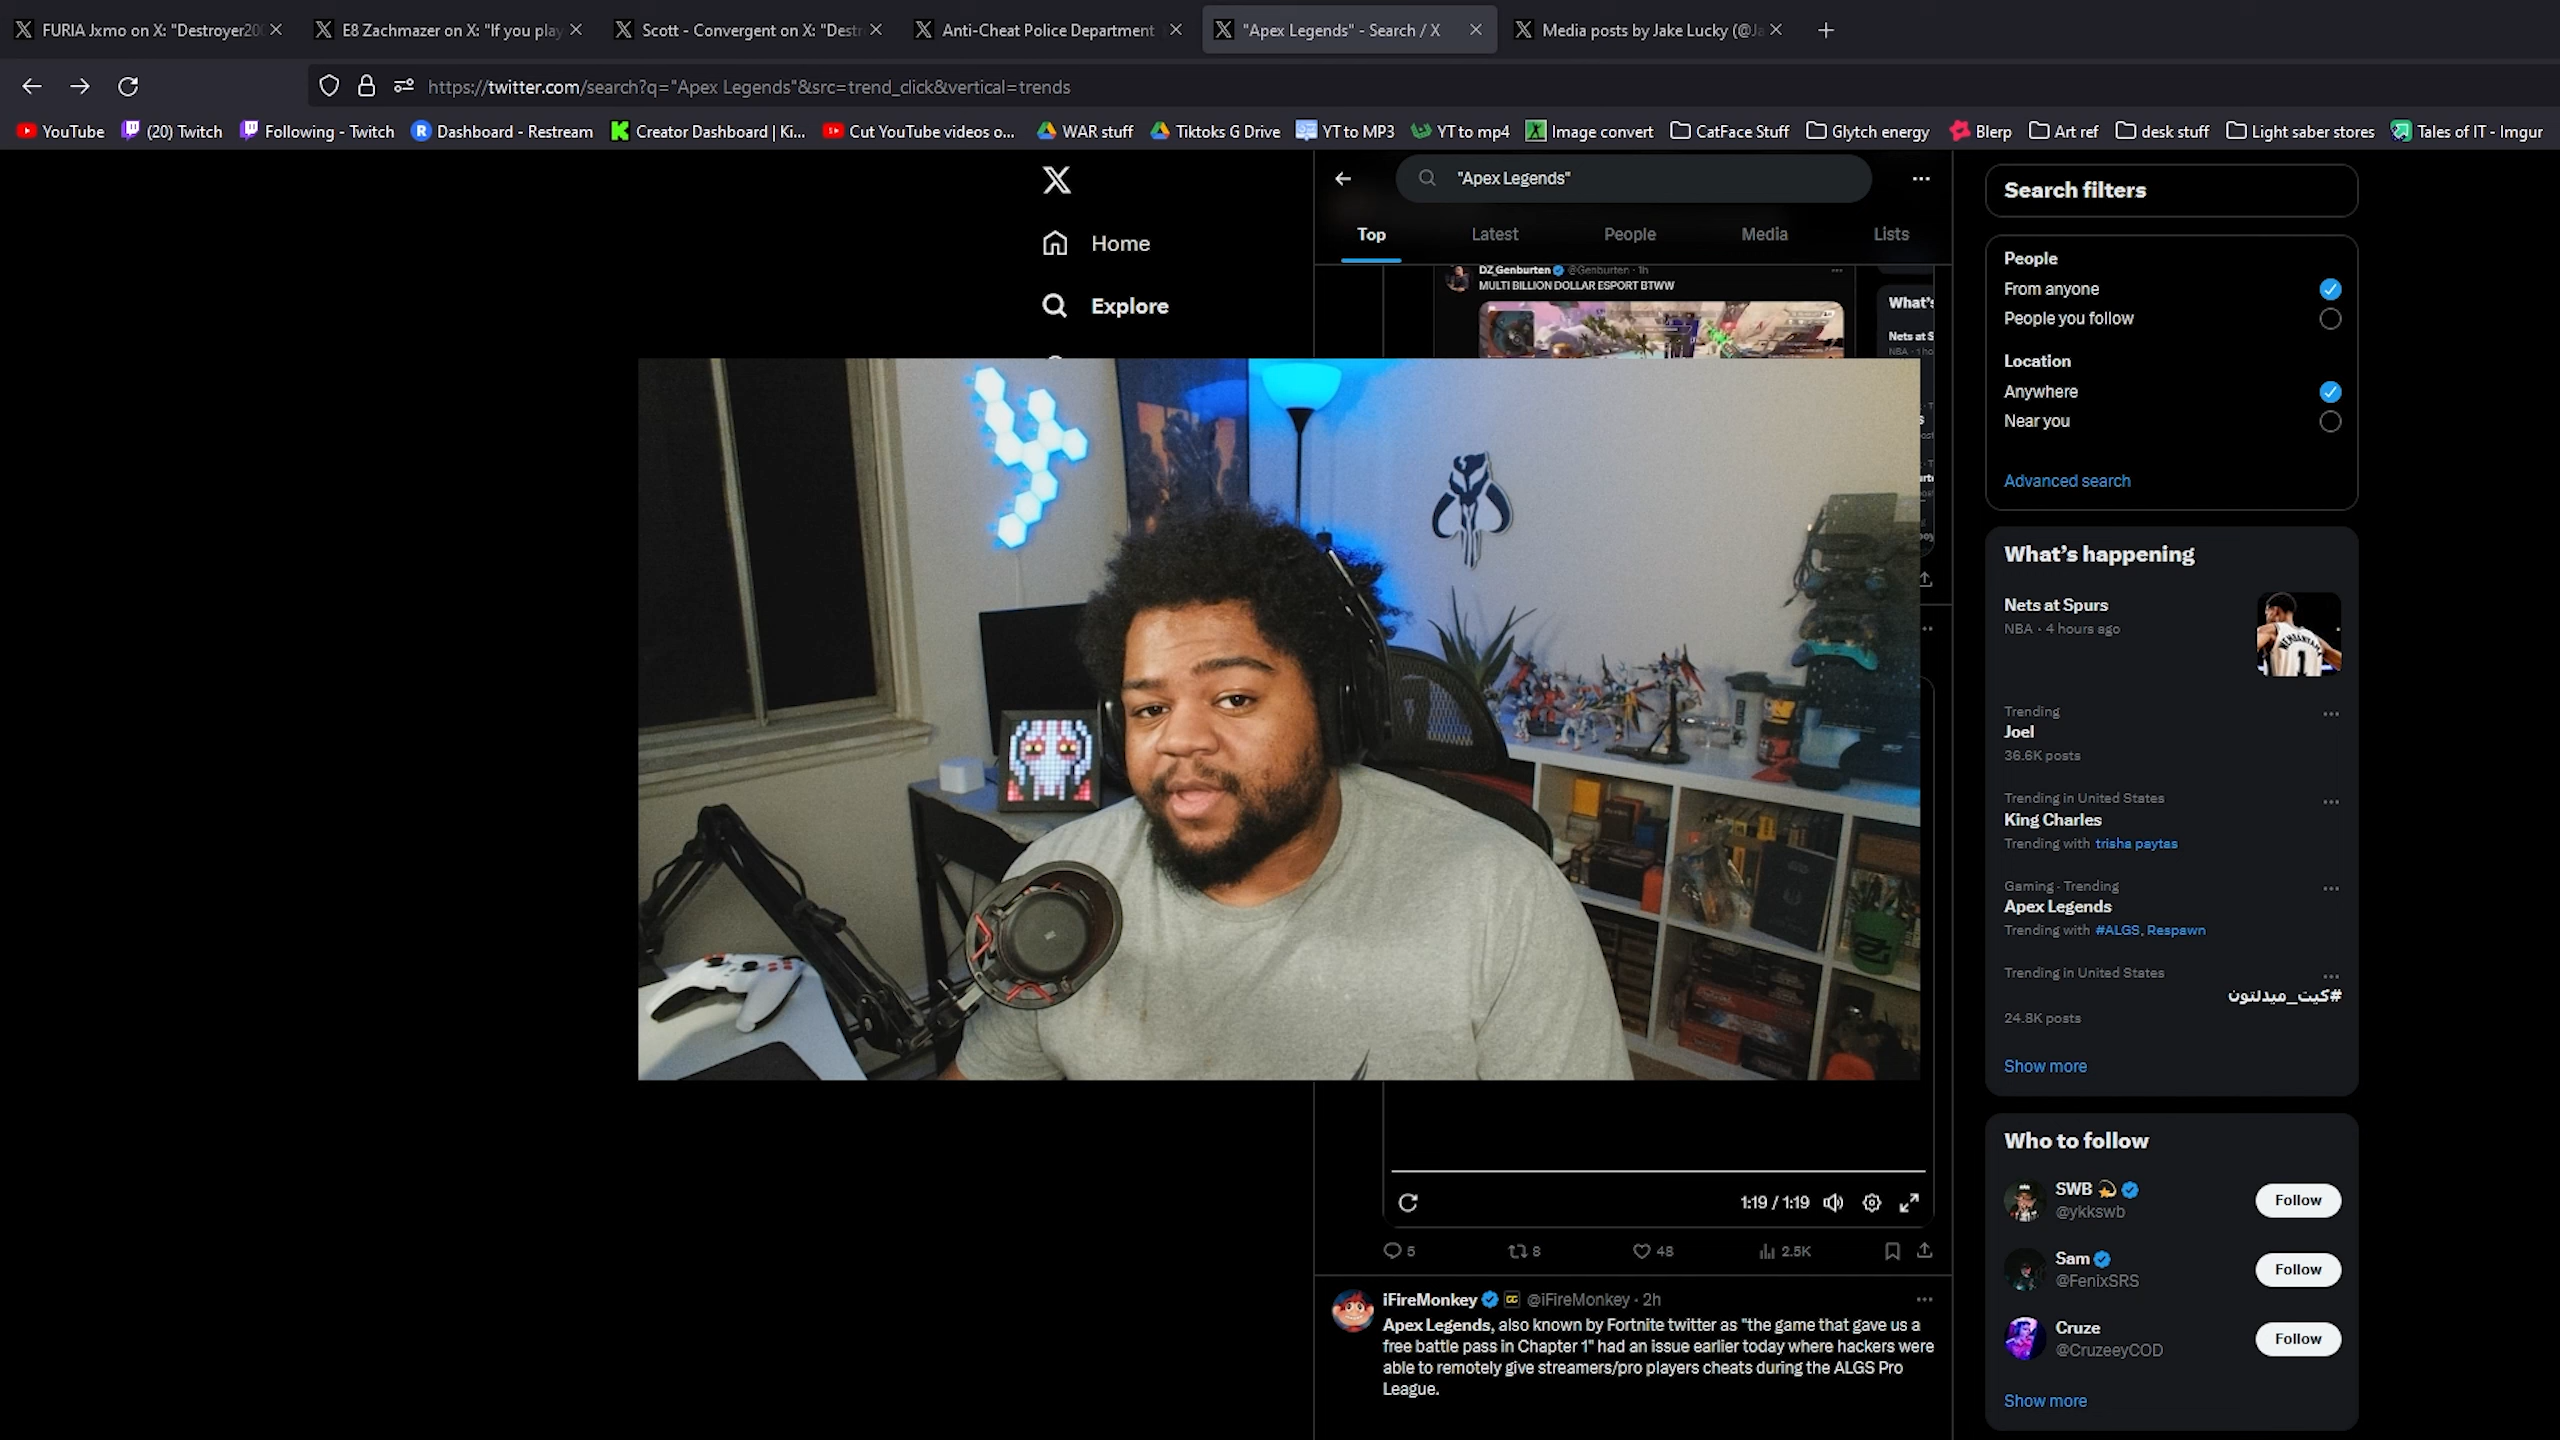 FURIA Jxmo on X: "Destroyer20
E8 Zachmazer on X: "If you play
Scott - Convergent on X: "Destr
Anti-Cheat Police Department
"Apex Legends" - Search / X
Media posts by Jake Lucky (@Ja
https://twitter.com/search?q="Apex Legends"&src=trend_click&vertical=trends
YouTube
(20) Twitch
Following - Twitch
Dashboard - Restream
Creator Dashboard | Ki...
Cut YouTube videos o...
WAR stuff
Tiktoks G Drive
YT to MP3
YT to mp4
Image convert
CatFace Stuff
Glytch energy
Blerp
Art ref
desk stuff
Light saber stores
Tales of IT - Imgur
Home
Explore
"Apex Legends"
Top
Latest
People
Media
Lists
DZ_Genburten @Genburten · 1h
MULTI BILLION DOLLAR ESPORT BTWW
What's
Nets at S
1:19 / 1:19
5
8
48
2.5K
iFireMonkey @iFireMonkey · 2h
Apex Legends, also known by Fortnite twitter as "the game that gave us a
free battle pass in Chapter 1" had an issue earlier today where hackers were
able to remotely give streamers/pro players cheats during the ALGS Pro
League.
Search filters
People
From anyone
People you follow
Location
Anywhere
Near you
Advanced search
What's happening
Nets at Spurs
NBA · 4 hours ago
Trending
Joel
36.6K posts
Trending in United States
King Charles
Trending with trisha paytas
Gaming · Trending
Apex Legends
Trending with #ALGS, Respawn
Trending in United States
#كيت_ميدلتون
24.8K posts
Show more
Who to follow
SWB
@ykkswb
Follow
Sam
@FenixSRS
Follow
Cruze
@CruzeeyCOD
Follow
Show more